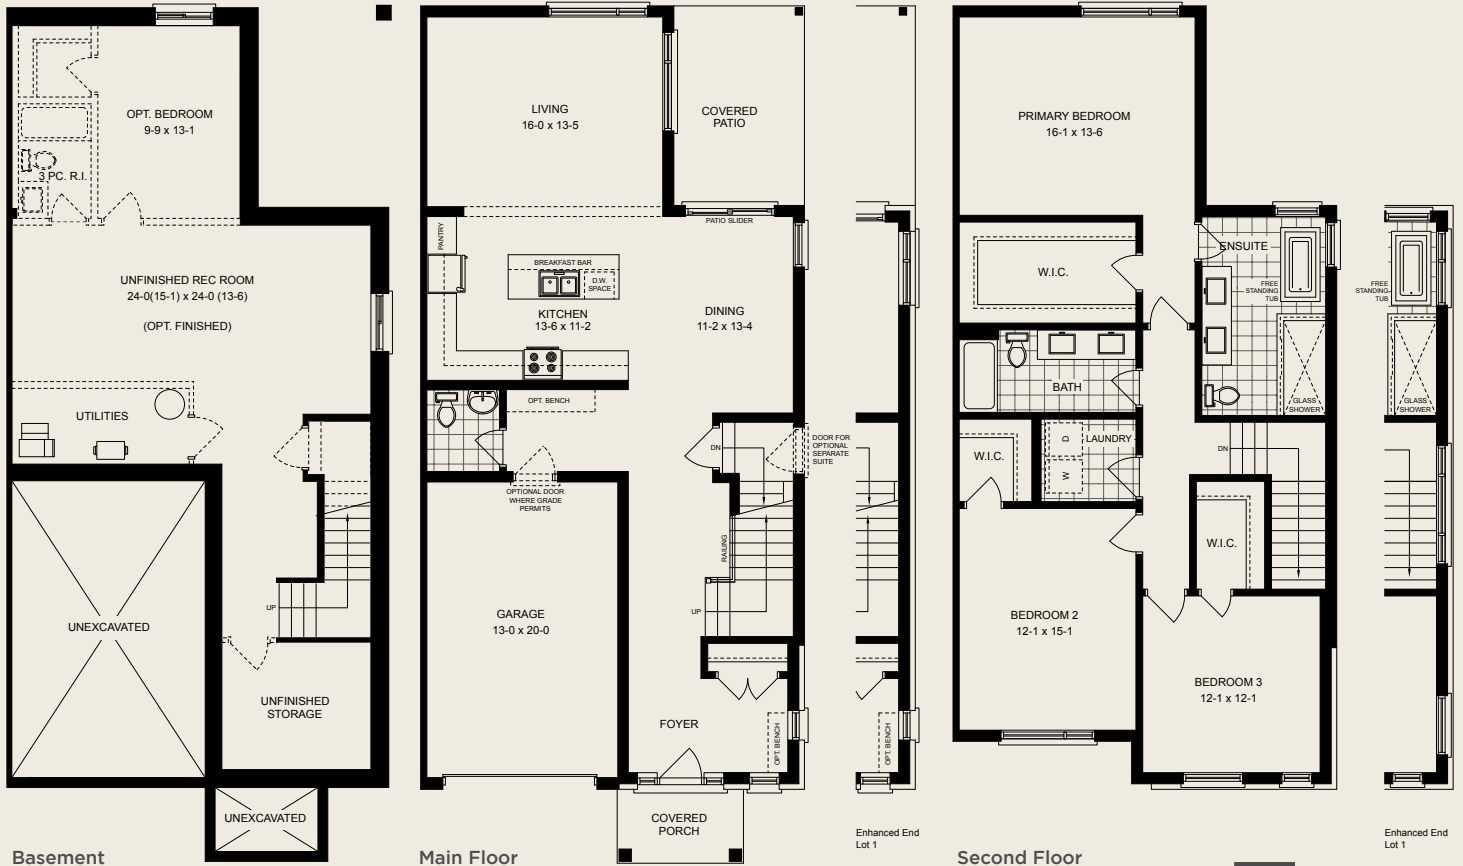 OPT. BEDROOM
9-9 x 13-1
3 PC. R.I.
UNFINISHED REC ROOM
24-0(15-1) x 24-0 (13-6)
(OPT. FINISHED)
UTILITIES
UP
UNEXCAVATED
UNFINISHED
STORAGE
UNEXCAVATED
Basement
LIVING
16-0 x 13-5
COVERED
PATIO
PATIO SLIDER
PANTRY
BREAKFAST BAR
D.W.
SPACE
KITCHEN
13-6 x 11-2
DINING
11-2 x 13-4
OPT. BENCH
DN
DOOR FOR
OPTIONAL
SEPARATE
SUITE
OPTIONAL DOOR
WHERE GRADE
PERMITS
RAILING
UP
GARAGE
13-0 x 20-0
FOYER
OPT. BENCH
COVERED
PORCH
Main Floor
OPT. BENCH
Enhanced End
Lot 1
PRIMARY BEDROOM
16-1 x 13-6
W.I.C.
ENSUITE
FREE
STANDING
TUB
BATH
GLASS
SHOWER
W.I.C.
D
W
LAUNDRY
DN
W.I.C.
BEDROOM 2
12-1 x 15-1
BEDROOM 3
12-1 x 12-1
Second Floor
FREE
STANDING
TUB
GLASS
SHOWER
Enhanced End
Lot 1